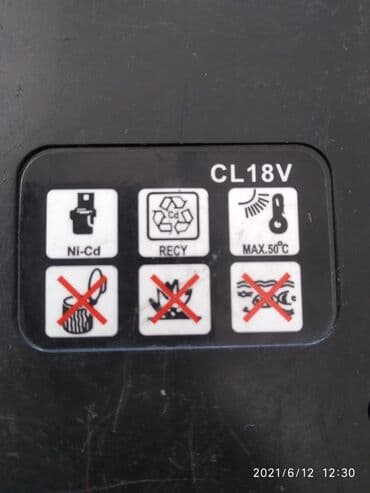 CL18V
Cd
Ni-Cd
RECY
MAX.50°C
2021/6/12 12:30